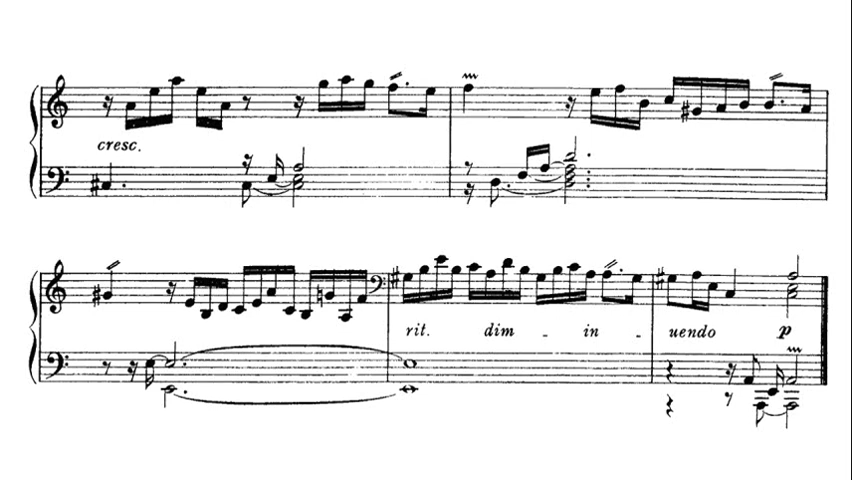 cresc.
rit. dim - in - uendo p